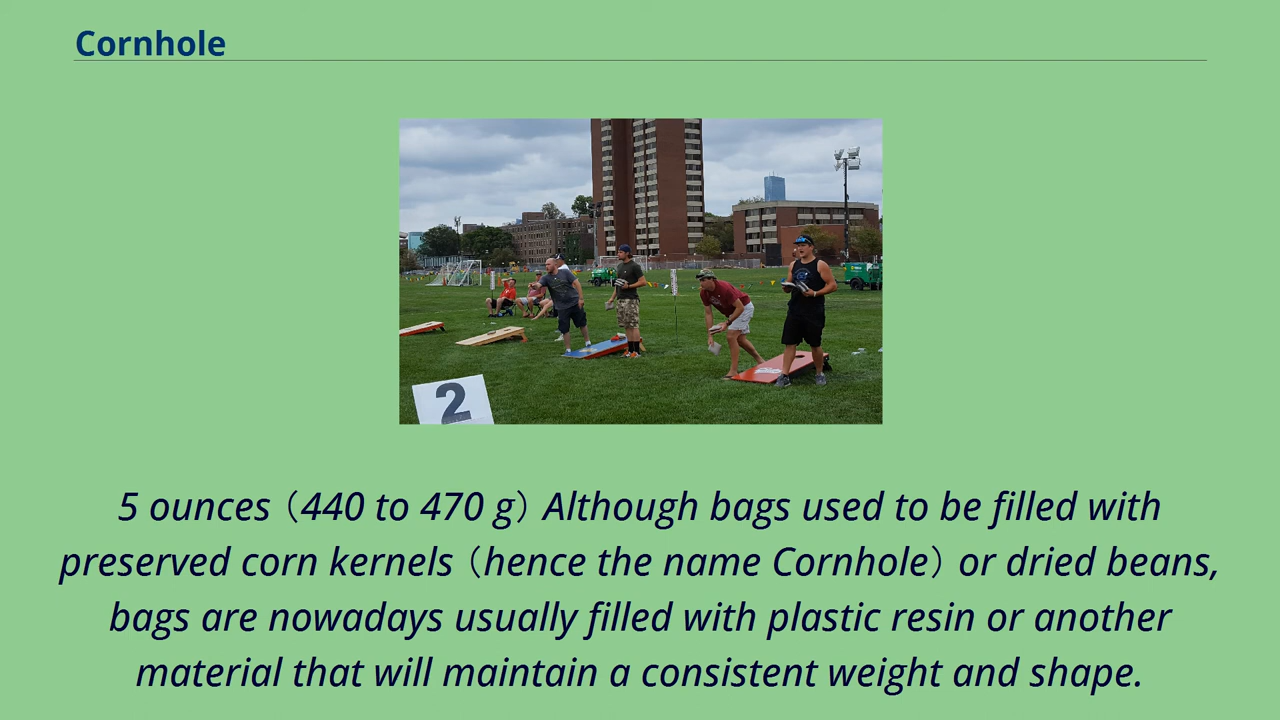 Cornhole
2
5 ounces（440 to 470 g）Although bags used to be filled with
preserved corn kernels（hence the name Cornhole）or dried beans,
bags are nowadays usually filled with plastic resin or another
material that will maintain a consistent weight and shape.